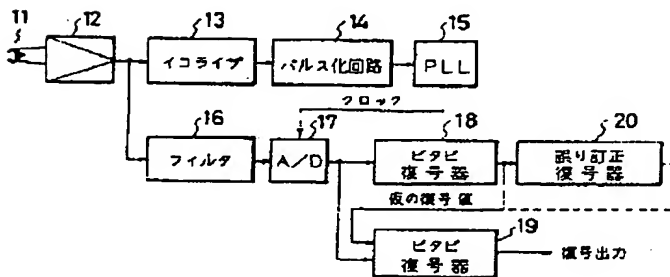 11
12
13
14
15
イコライザ
パルス化回路
PLL
クロック
16
17
18
20
フィルタ
A/D
ビタビ
復号器
誤り訂正
復号器
仮の復号値
19
ビタビ
復号器
復号出力